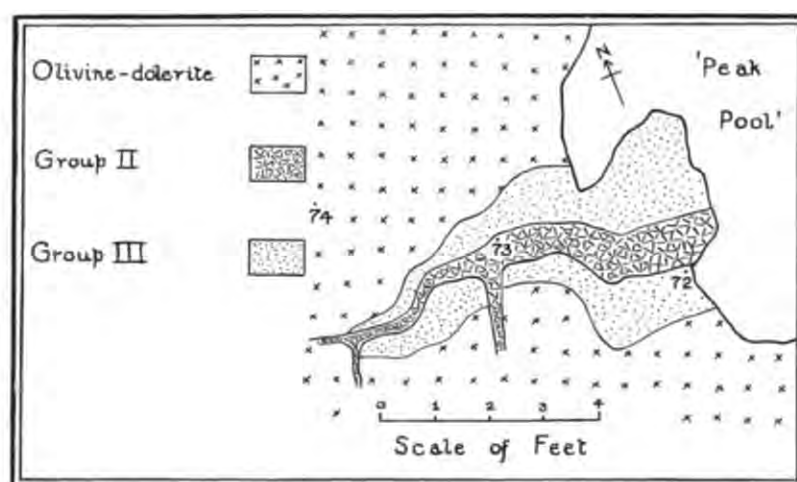 Olivine-dolerite
Group II
Group III
N
'Peak
Pool'
74
73
72
0 1 2 3 4
Scale of Feet